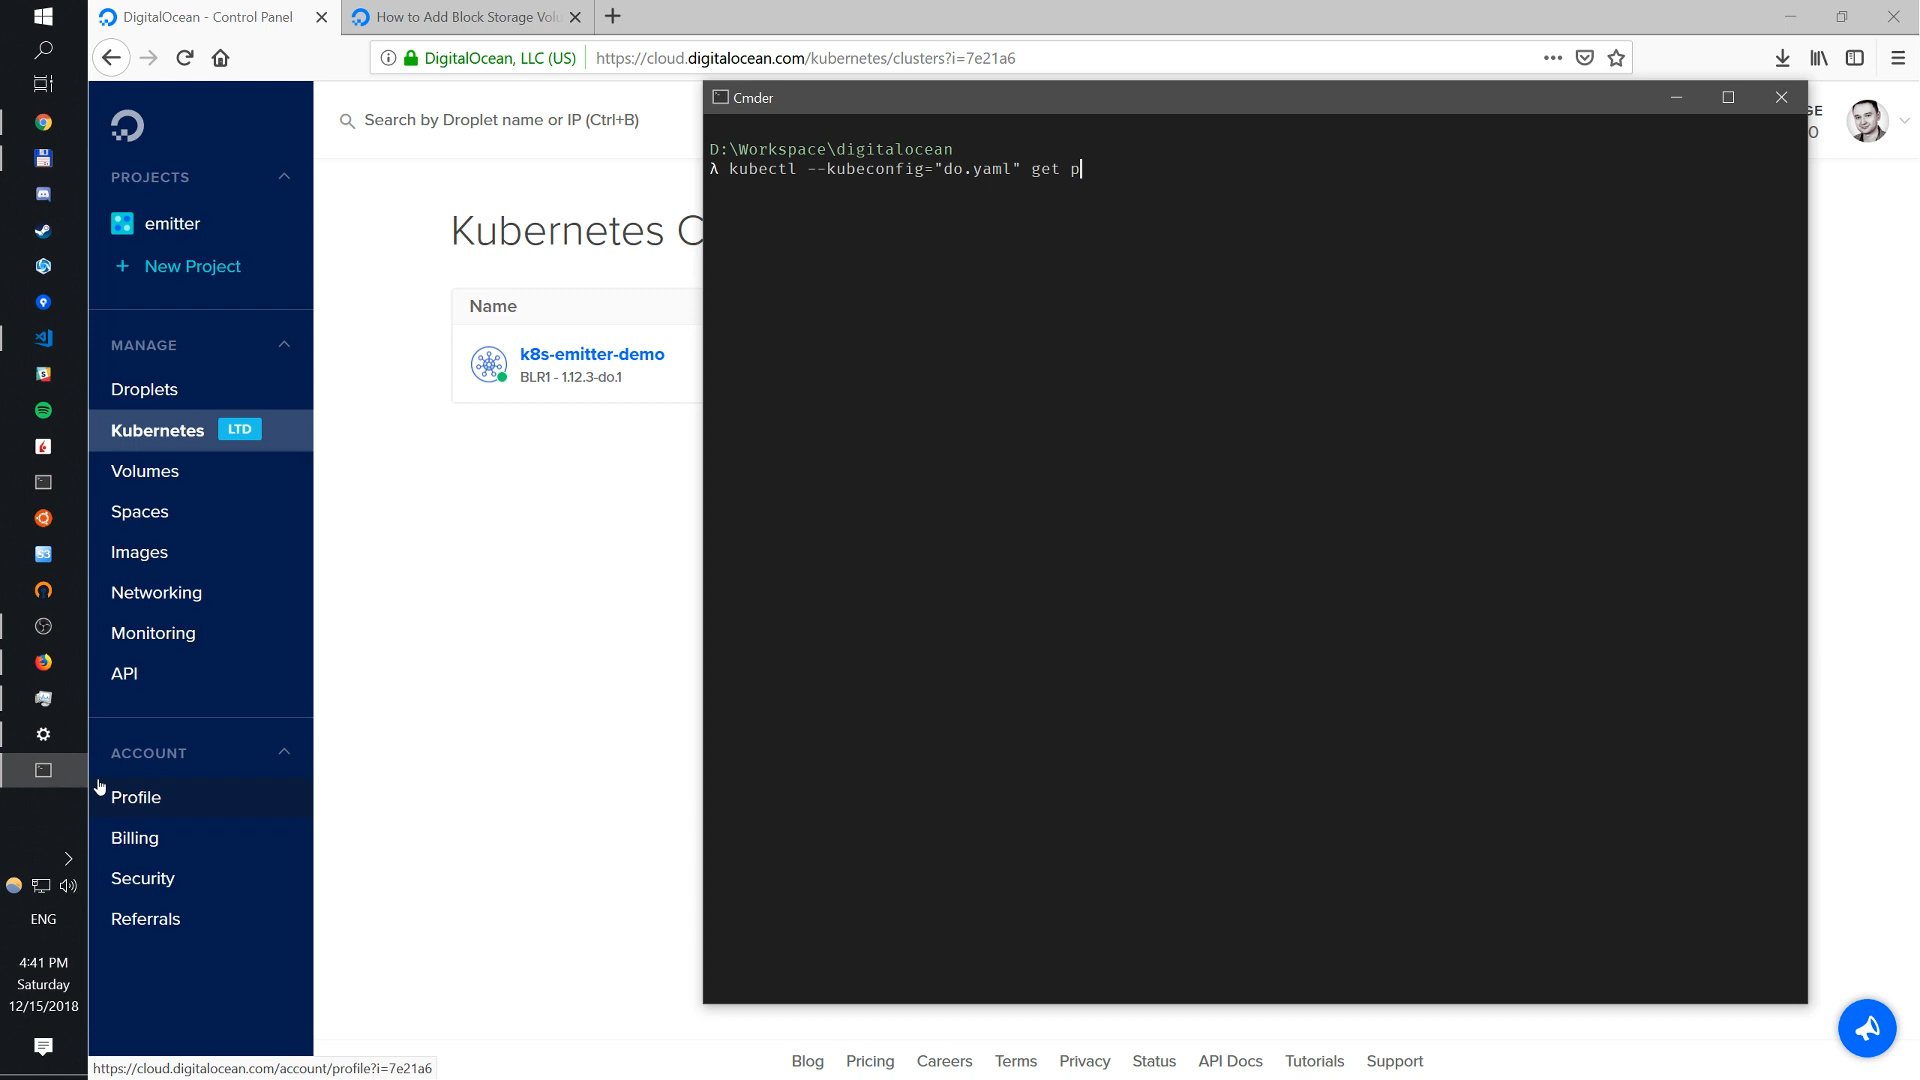 DigitalOcean - Control Panel
How to Add Block Storage Volu
DigitalOcean, LLC (US)
https://cloud.digitalocean.com/kubernetes/clusters?i=7e21a6
Search by Droplet name or IP (Ctrl+B)
Cmder
D:\Workspace\digitalocean
λ kubectl --kubeconfig="do.yaml" get p
GE
O
PROJECTS
emitter
+ New Project
MANAGE
Droplets
Kubernetes LTD
Volumes
Spaces
Images
Networking
Monitoring
API
ACCOUNT
Profile
Billing
Security
Referrals
Kubernetes C
Name
k8s-emitter-demo
BLR1 - 1.12.3-do.1
S3
ENG
4:41 PM
Saturday
12/15/2018
https://cloud.digitalocean.com/account/profile?i=7e21a6
Blog Pricing Careers Terms Privacy Status API Docs Tutorials Support